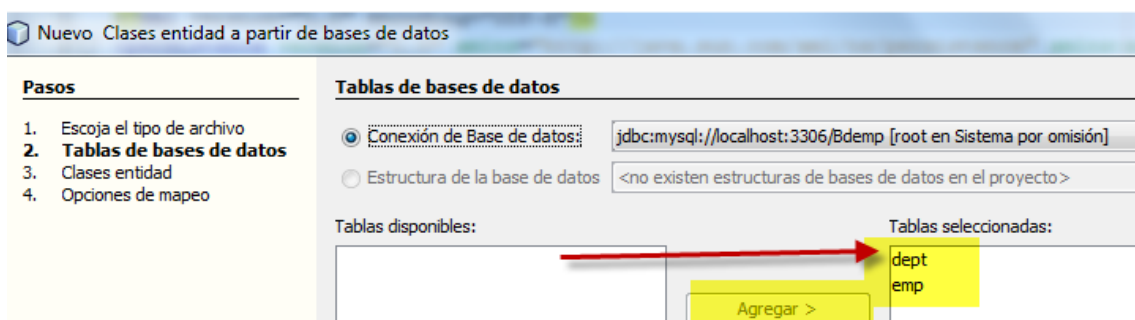 Nuevo Clases entidad a partir de bases de datos
Pasos
1. Escoja el tipo de archivo
2. Tablas de bases de datos
3. Clases entidad
4. Opciones de mapeo
Tablas de bases de datos
Conexión de Base de datos: jdbc:mysql://localhost:3306/Bdemp [root en Sistema por omisión]
Estructura de la base de datos <no existen estructuras de bases de datos en el proyecto>
Tablas disponibles: Tablas seleccionadas:
dept
emp
Agregar >